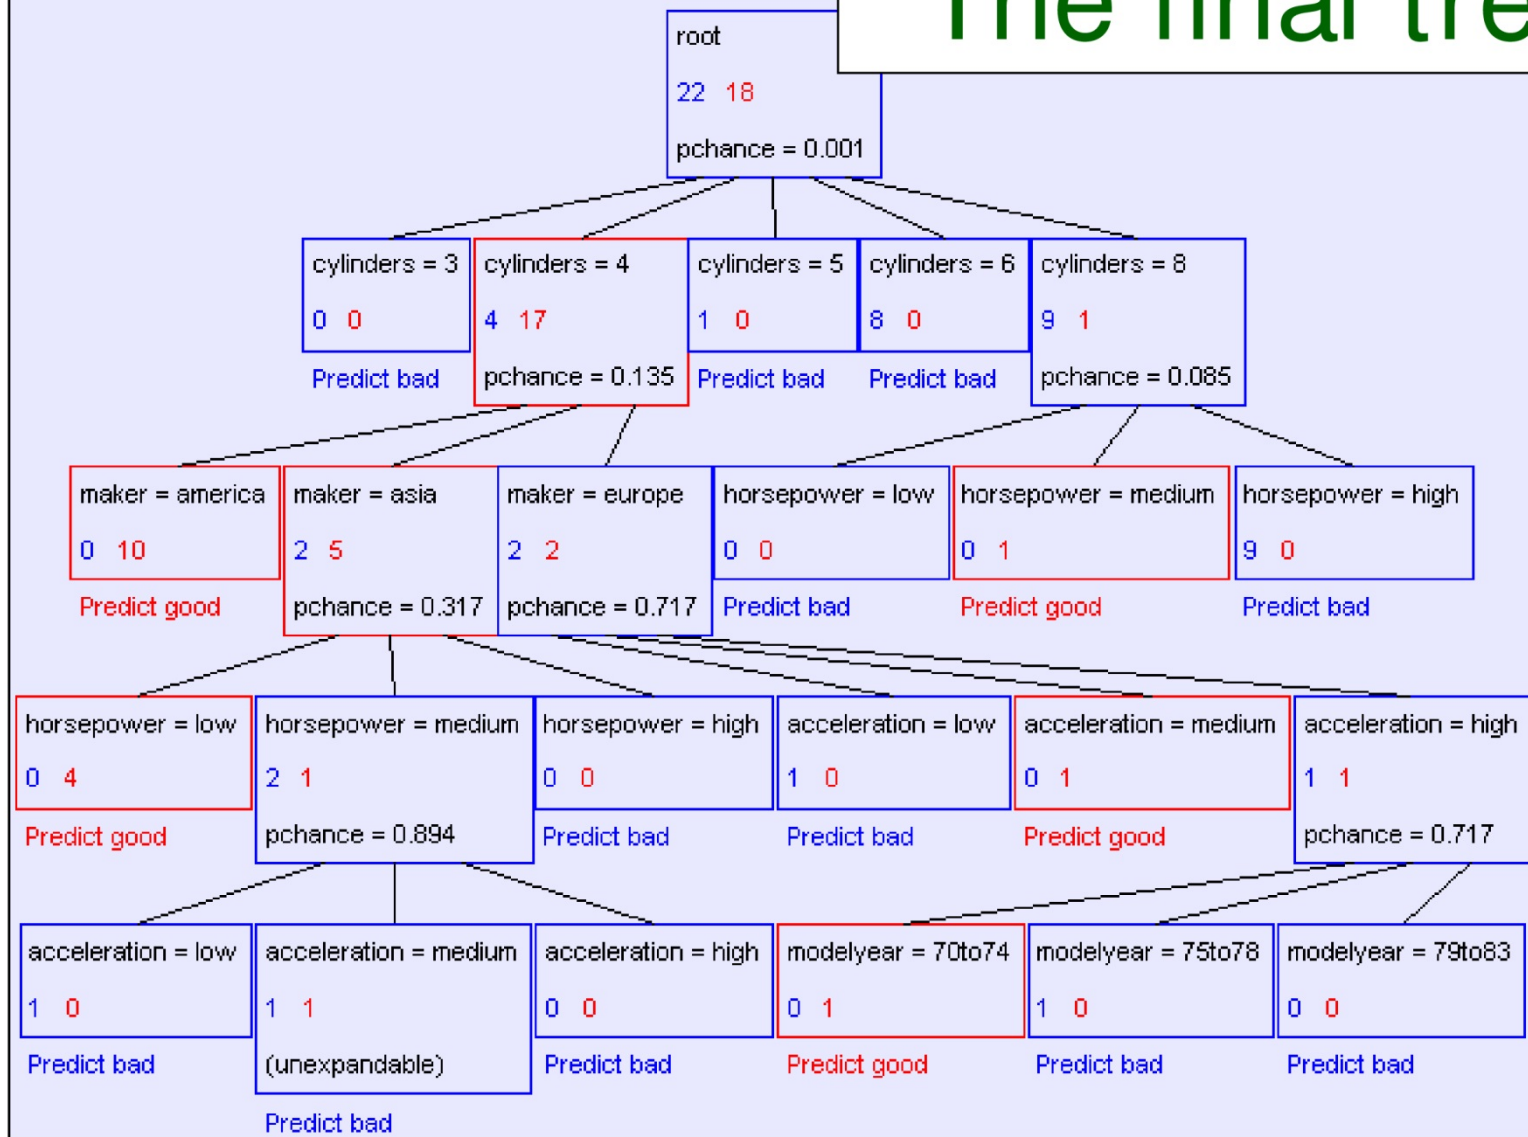 The final tre
root
22 18
pchance = 0.001
cylinders = 3
0 0
Predict bad
cylinders = 4
4 17
pchance = 0.135
cylinders = 5
1 0
Predict bad
cylinders = 6
8 0
Predict bad
cylinders = 8
9 1
pchance = 0.085
maker = america
0 10
Predict good
maker = asia
2 5
pchance = 0.317
maker = europe
2 2
pchance = 0.717
horsepower = low
0 0
Predict bad
horsepower = medium
0 1
Predict good
horsepower = high
9 0
Predict bad
horsepower = low
0 4
Predict good
horsepower = medium
2 1
pchance = 0.894
horsepower = high
0 0
Predict bad
acceleration = low
1 0
Predict bad
acceleration = medium
0 1
Predict good
acceleration = high
1 1
pchance = 0.717
acceleration = low
1 0
Predict bad
acceleration = medium
1 1
(unexpandable)
Predict bad
acceleration = high
0 0
Predict bad
modelyear = 70to74
0 1
Predict good
modelyear = 75to78
1 0
Predict bad
modelyear = 79to83
0 0
Predict bad